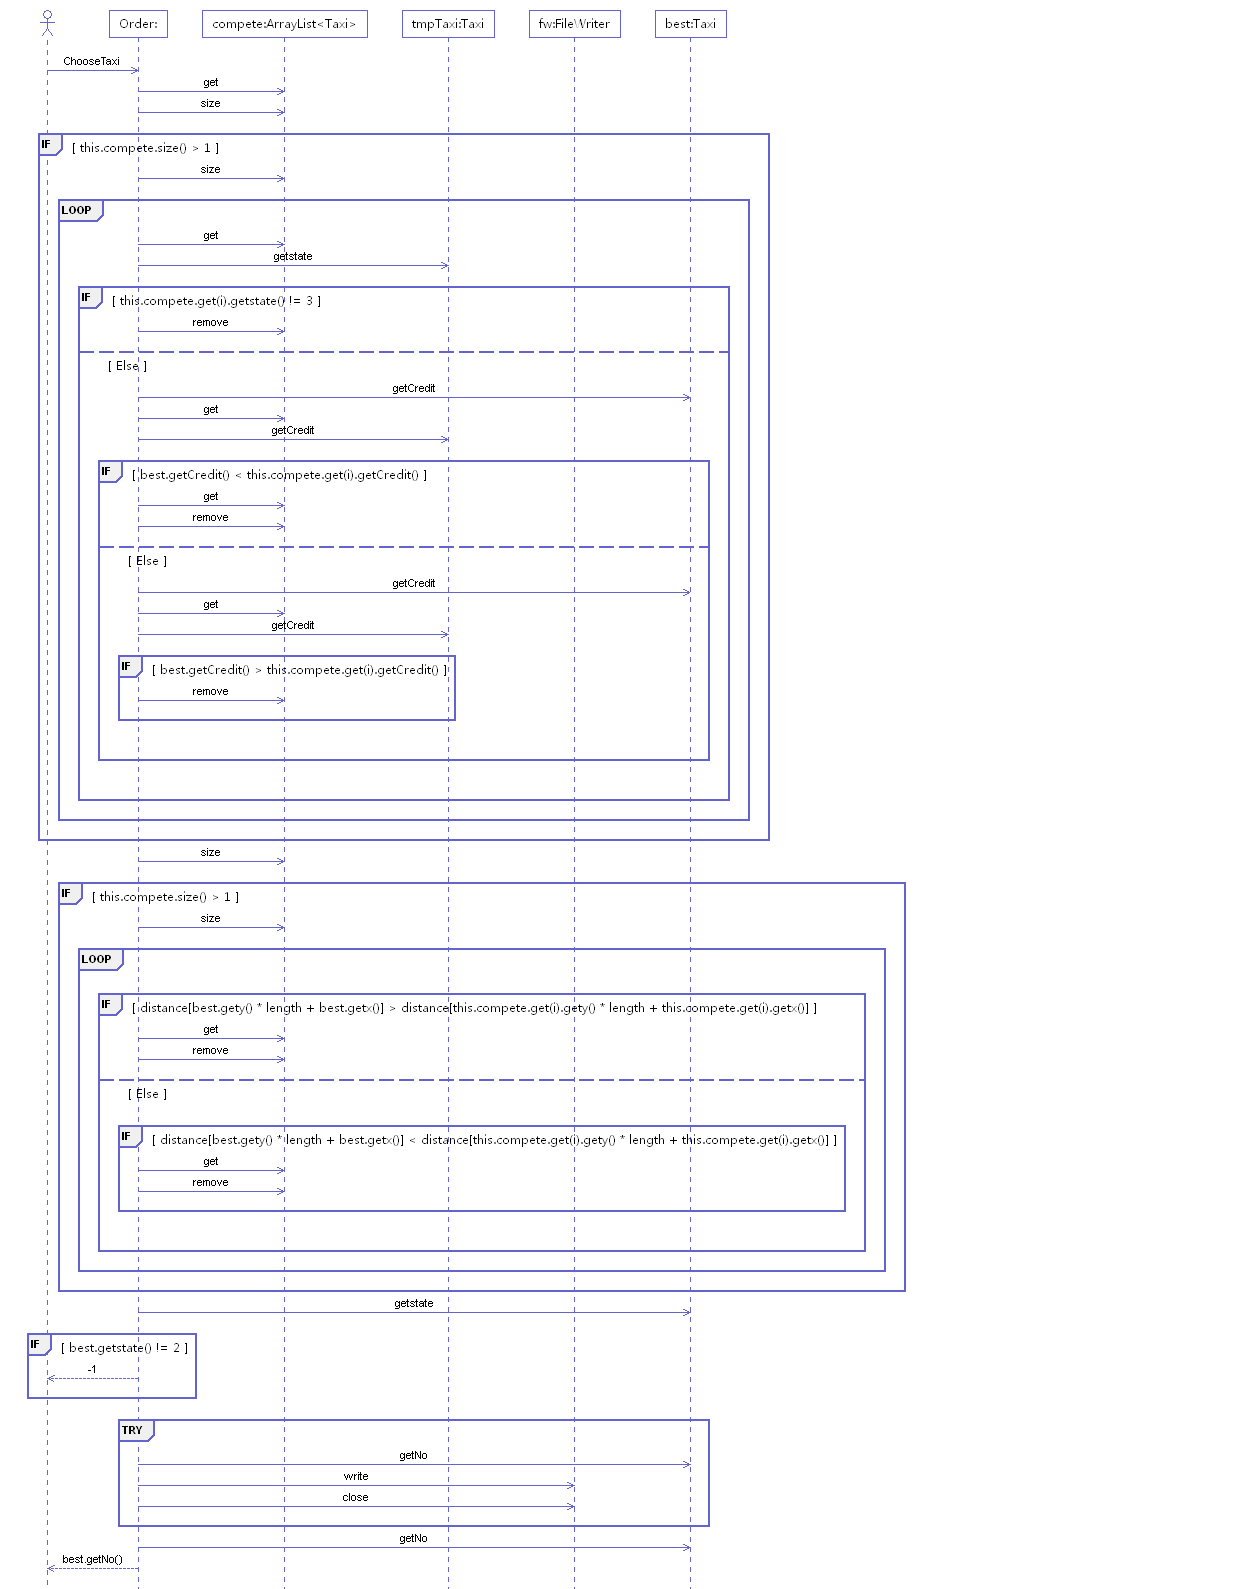 Order:
compete:ArrayList<Taxi>
tmpTaxi:Taxi
fw:FileWriter
best:Taxi
ChooseTaxi
get
size
IF
[ this.compete.size() > 1 ]
size
LOOP
get
getstate
IF
[ this.compete.get(i).getstate() != 3 ]
remove
[ Else ]
getCredit
get
getCredit
IF
[ best.getCredit() < this.compete.get(i).getCredit() ]
get
remove
[ Else ]
getCredit
get
getCredit
IF
[ best.getCredit() > this.compete.get(i).getCredit() ]
remove
size
IF
[ this.compete.size() > 1 ]
size
LOOP
IF
[ distance[best.gety() * length + best.getx()] > distance[this.compete.get(i).gety() * length + this.compete.get(i).getx()] ]
get
remove
[ Else ]
IF
[ distance[best.gety() * length + best.getx()] < distance[this.compete.get(i).gety() * length + this.compete.get(i).getx()] ]
get
remove
getstate
IF
[ best.getstate() != 2 ]
-1
TRY
getNo
write
close
getNo
best.getNo()